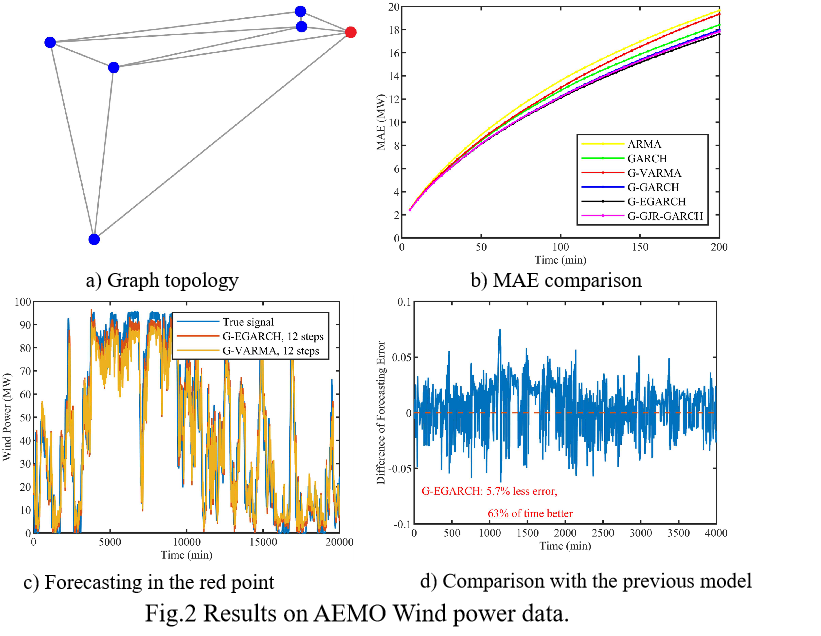 20
18
16
14
12
10
8
6
4
2
0
MAE (MW)
ARMA
GARCH
G-VARMA
G-GARCH
G-EGARCH
G-GJR-GARCH
0 50 100 150 200
Time (min)
a) Graph topology
b) MAE comparison
100
90
80
70
60
50
40
30
20
10
0
Wind Power (MW)
True signal
G-EGARCH, 12 steps
G-VARMA, 12 steps
0 5000 10000 15000 20000
Time (min)
0.1
0.05
0
-0.05
-0.1
Difference of Forecasting Error
G-EGARCH: 5.7% less error,
63% of time better
0 500 1000 1500 2000 2500 3000 3500 4000
Time (min)
c) Forecasting in the red point
d) Comparison with the previous model
Fig.2 Results on AEMO Wind power data.